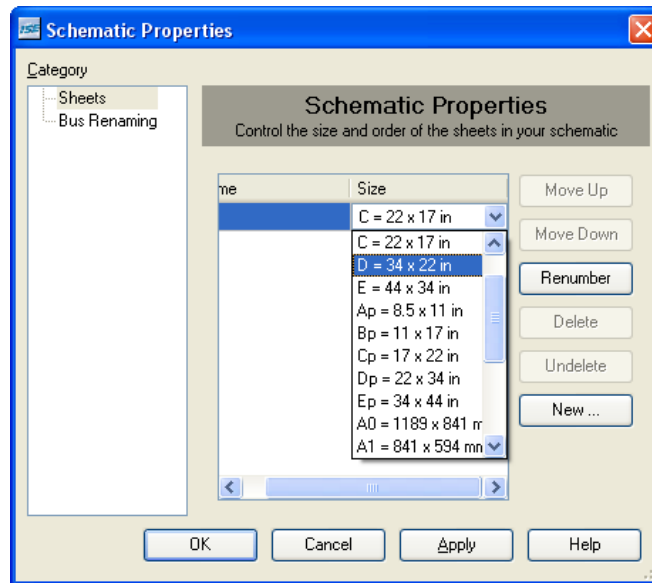 ISE Schematic Properties
Category
Sheets
Bus Renaming
Schematic Properties
Control the size and order of the sheets in your schematic
me Size
C = 22 x 17 in
C = 22 x 17 in
D = 34 x 22 in
E = 44 x 34 in
Ap = 8.5 x 11 in
Bp = 11 x 17 in
Cp = 17 x 22 in
Dp = 22 x 34 in
Ep = 34 x 44 in
A0 = 1189 x 841 m
A1 = 841 x 594 mm
Move Up
Move Down
Renumber
Delete
Undelete
New ...
OK Cancel Apply Help